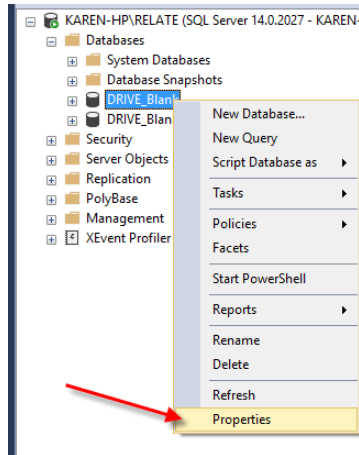 KAREN-HP\RELATE (SQL Server 14.0.2027 - KAREN-
Databases
System Databases
Database Snapshots
DRIVE_Blank
DRIVE_Blan
Security
Server Objects
Replication
PolyBase
Management
XEvent Profiler
New Database...
New Query
Script Database as
Tasks
Policies
Facets
Start PowerShell
Reports
Rename
Delete
Refresh
Properties